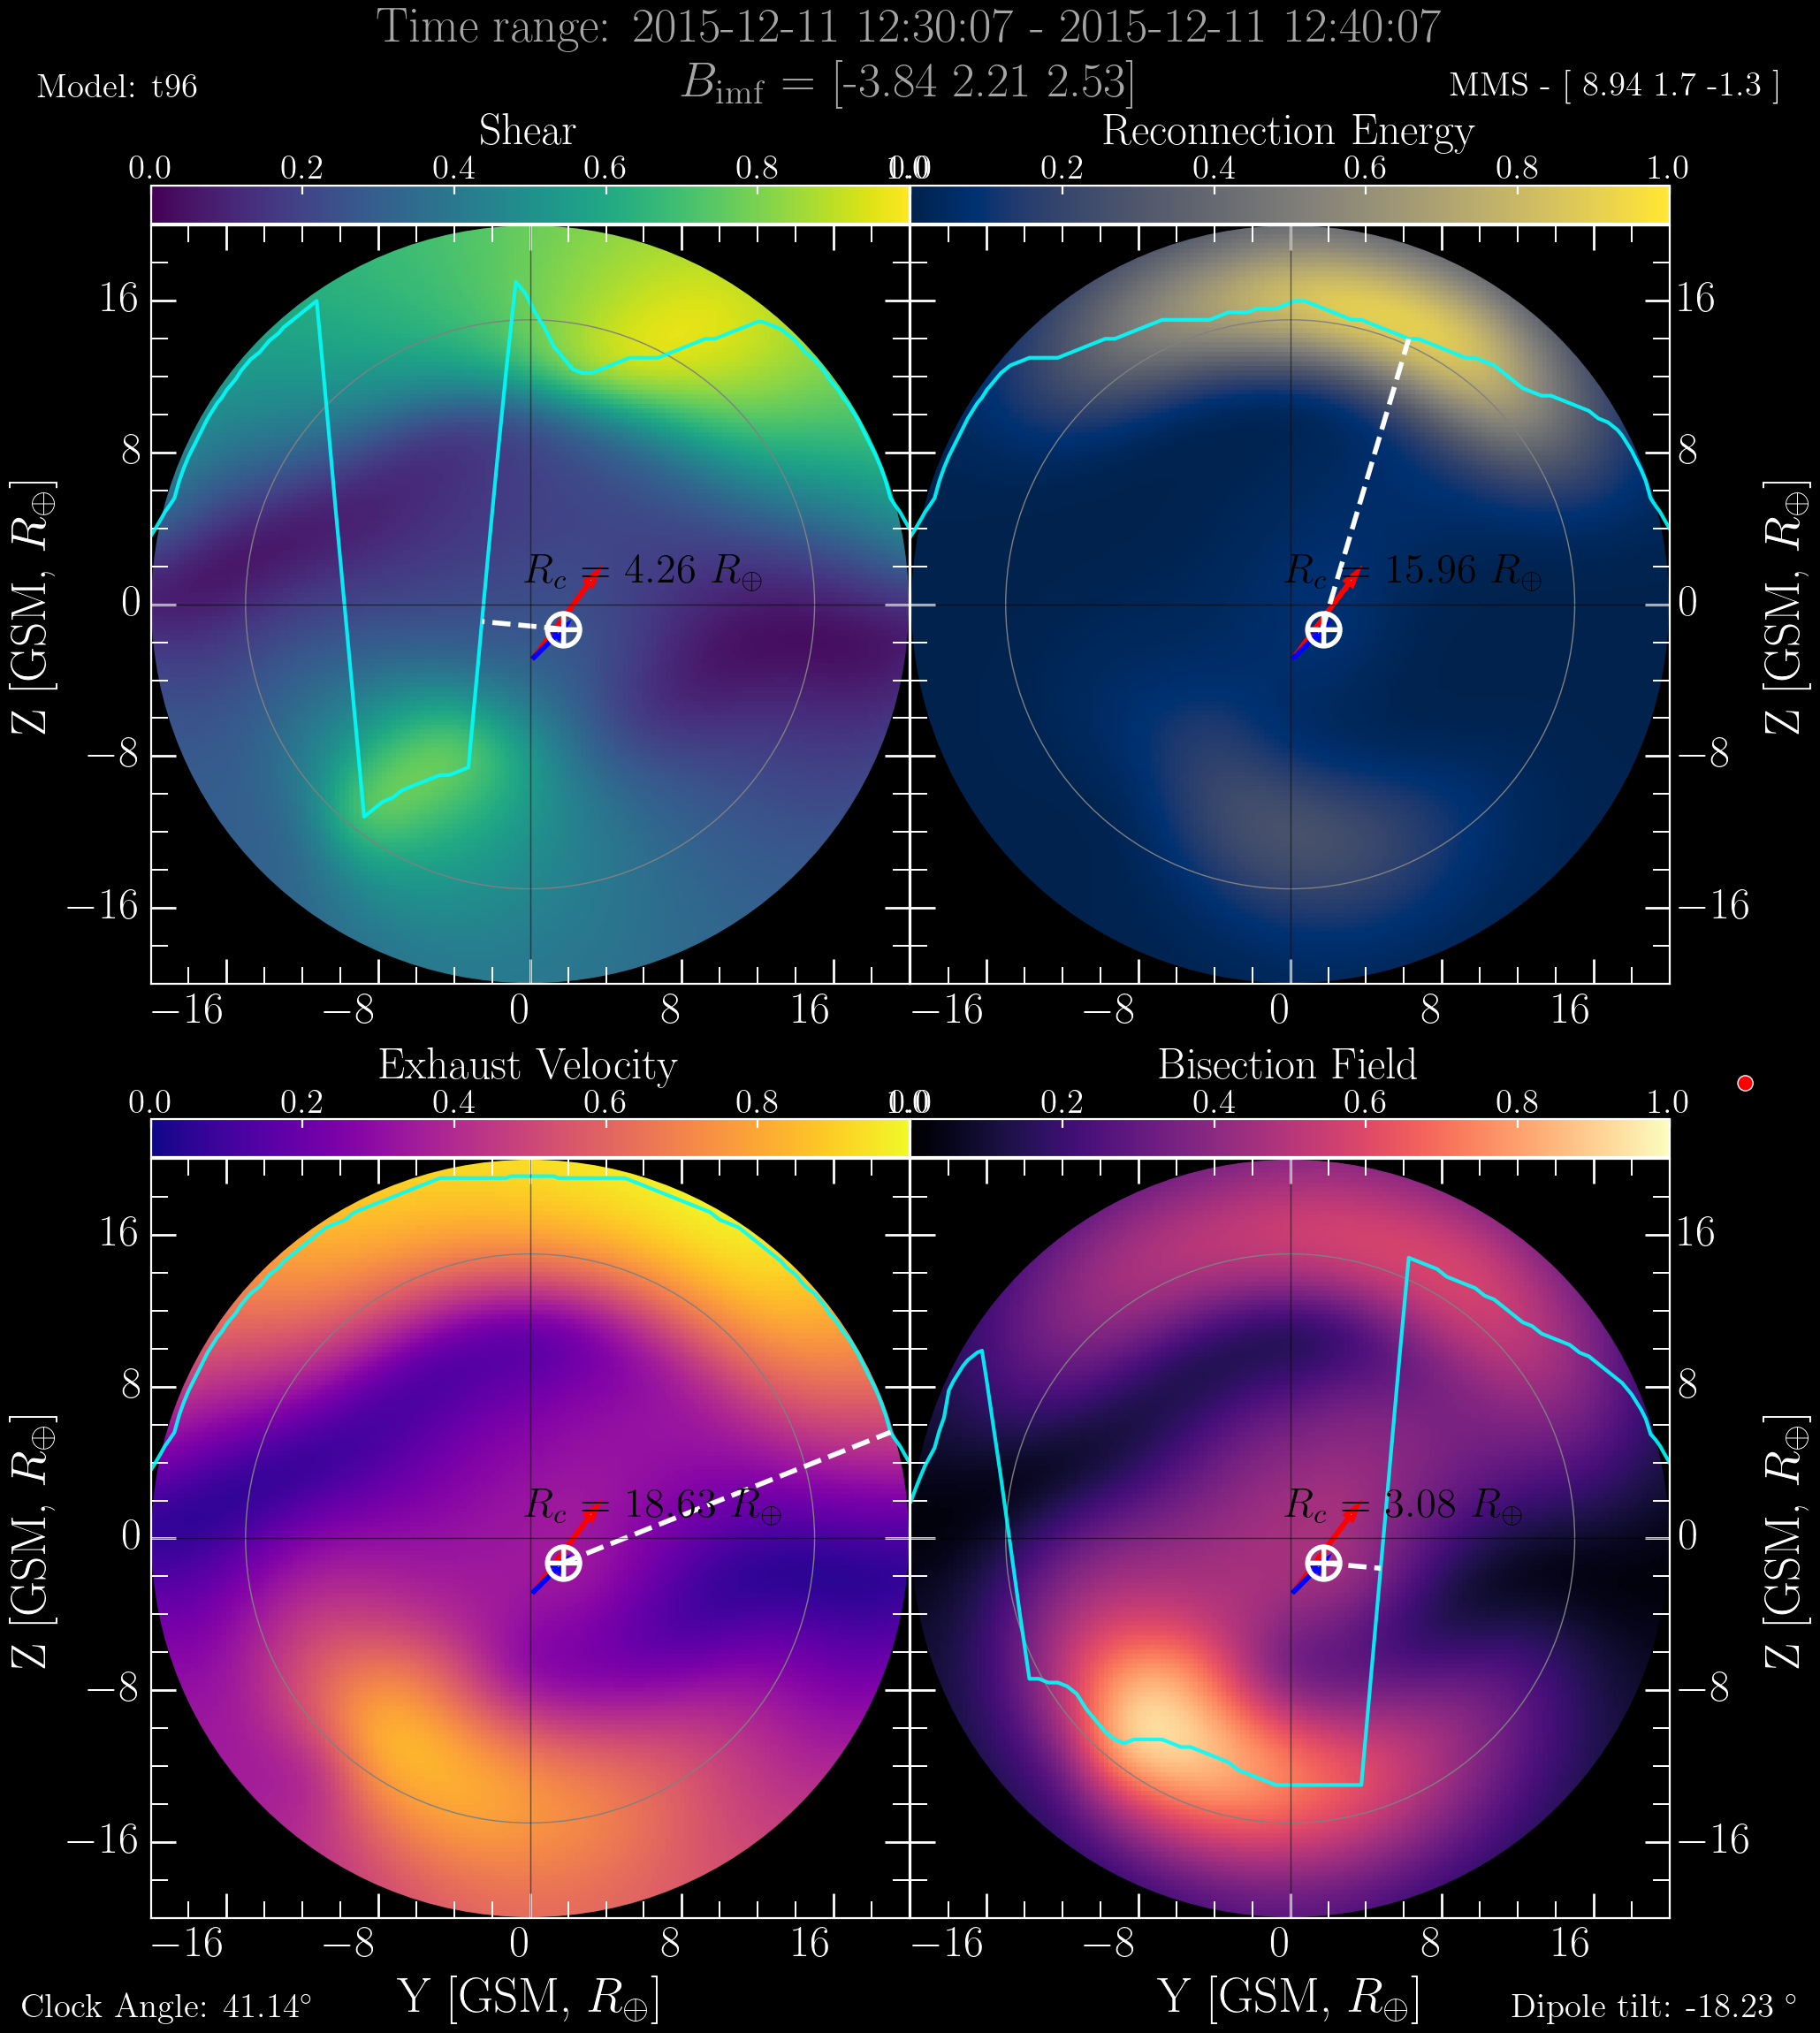 Time range: 2015-12-11 12:30:07 - 2015-12-11 12:40:07
Model: t96
B_imf = [-3.84 2.21 2.53]
MMS - [ 8.94 1.7 -1.3 ]
Shear
Reconnection Energy
0.0 0.2 0.4 0.6 0.8 1.0
0.0 0.2 0.4 0.6 0.8 1.0
16
8
0
−8
−16
Z [GSM, R⊕]
R_c = 4.26 R⊕
R_c = 15.96 R⊕
16
8
0
−8
−16
Z [GSM, R⊕]
−16 −8 0 8 16
−16 −8 0 8 16
Exhaust Velocity
Bisection Field
0.0 0.2 0.4 0.6 0.8 1.0
0.0 0.2 0.4 0.6 0.8 1.0
16
8
0
−8
−16
Z [GSM, R⊕]
R_c = 18.63 R⊕
R_c = 3.08 R⊕
16
8
0
−8
−16
Z [GSM, R⊕]
−16 −8 0 8 16
−16 −8 0 8 16
Y [GSM, R⊕]
Y [GSM, R⊕]
Clock Angle: 41.14°
Dipole tilt: -18.23 °